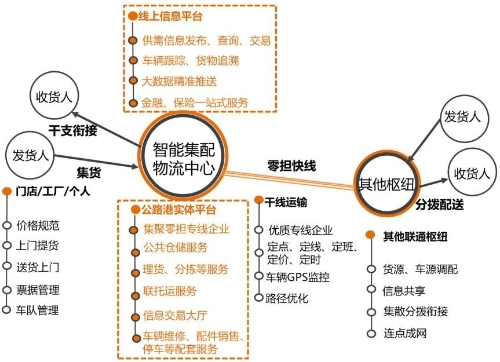 线上信息平台
供需信息发布、查询、交易
车辆跟踪、货物追溯
大数据精准推送
金融、保险一站式服务
收货人
干支衔接
发货人
集货
智能集配
物流中心
零担快线
其他枢纽
发货人
收货人
分拨配送
门店/工厂/个人
价格规范
上门提货
送货上门
票据管理
车队管理
公路港实体平台
集聚零担专线企业
公共仓储服务
理货、分拣等服务
联托运服务
信息交易大厅
车辆维修、配件销售、
停车等配套服务
干线运输
优质专线企业
定点、定线、定班、
定价、定时
车辆GPS监控
路径优化
其他联通枢纽
货源、车源调配
信息共享
集散分拨衔接
连点成网